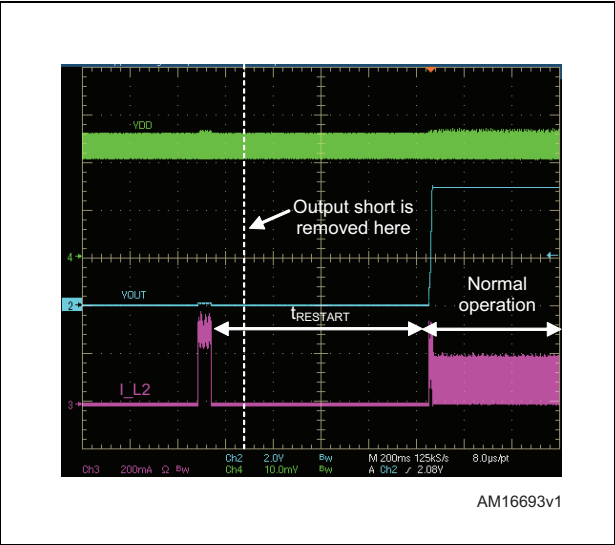 VDD
Output short is
removed here
4
2
VOUT
Normal
operation
tRESTART
I_L2
3
Ch2 2.0V Bw M 200ms 125kS/s 8.0µs/pt
Ch3 200mA Ω Bw Ch4 10.0mV Bw A Ch2 / 2.08V
AM16693v1